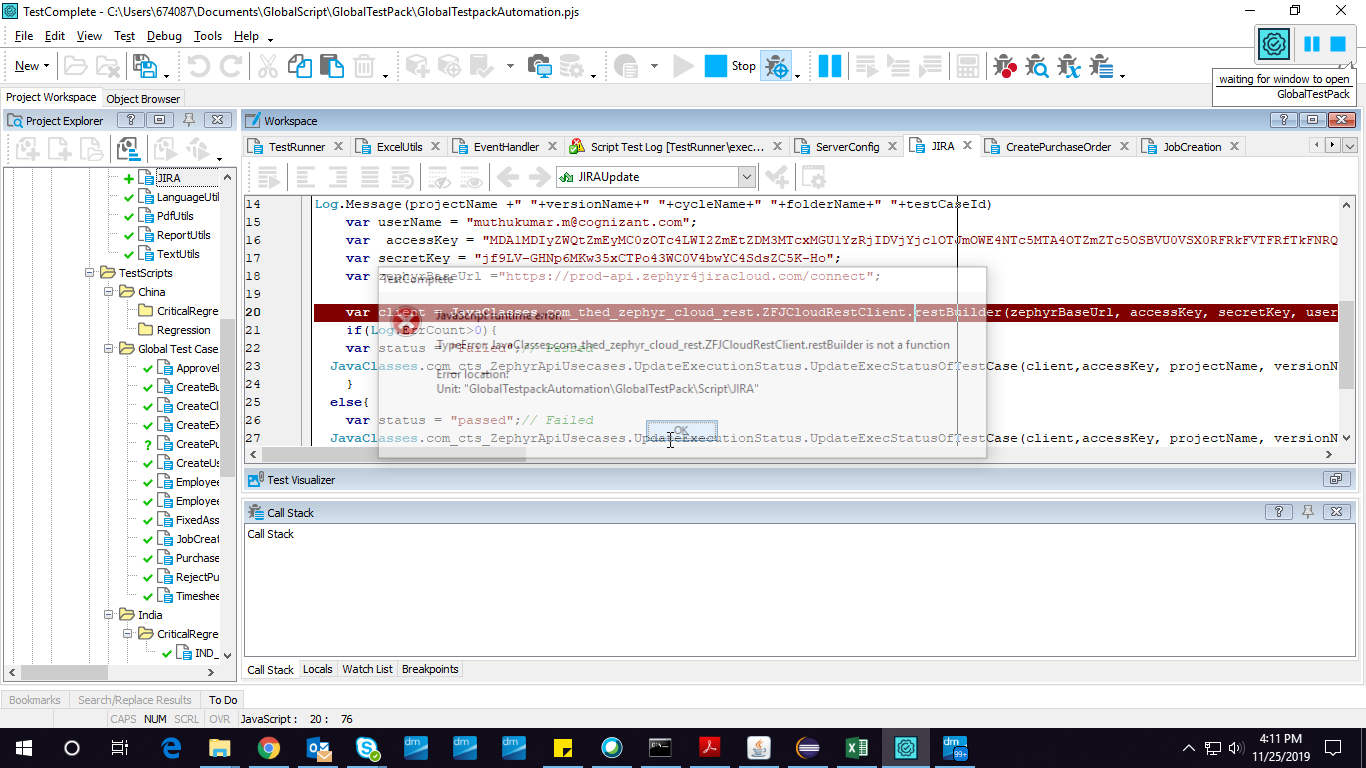 TestComplete - C:\Users\674087\Documents\GlobalScript\GlobalTestPack\GlobalTestpackAutomation.pjs
File Edit View Test Debug Tools Help
New Stop
waiting for window to open
GlobalTestPack
Project Workspace Object Browser
Project Explorer ? Workspace ?
TestRunner ExcelUtils EventHandler Script Test Log [TestRunner\exec... ServerConfig JIRA CreatePurchaseOrder JobCreation
JIRAUpdate
JIRA
LanguageUtil
PdfUtils
ReportUtils
TextUtils
TestScripts
China
CriticalRegre
Regression
Global Test Case
Approvel
CreateBu
CreateCl
CreateEx
CreatePu
CreateUs
Employee
Employee
FixedAss
JobCreat
Purchase
RejectPu
Timeshee
India
CriticalRegre
IND_
14 Log.Message(projectName +" "+versionName+" "+cycleName+" "+folderName+" "+testCaseId)
15 var userName = "muthukumar.m@cognizant.com";
16 var accessKey =
17 var secretKey = "jf9LV-GHNp6MKw35xCTPo43WC0V4bwYC4SdsZC5K-Ho";
18 var zephyrBaseUrl ="https://prod-api.zephyr4jiracloud.com/connect";
19
20 var client = JavaClasses.com_thed_zephyr_cloud_rest.ZFJCloudRestClient.restBuilder(zephyrBaseUrl, accessKey, secretKey, user
21 if(Log.ErrCount>0){
22 var status = "Failed";// Passed
23 JavaClasses.com_cts_ZephyrApiUsecases.UpdateExecutionStatus.UpdateExecStatusOfTestCase(client,accessKey, projectName, versionN
24 }
25 else{
26 var status = "passed";// Failed
27 JavaClasses.com_cts_ZephyrApiUsecases.UpdateExecutionStatus.UpdateExecStatusOfTestCase(client,accessKey, projectName, versionN
TestComplete
JavaScript runtime error.
TypeError: JavaClasses.com_thed_zephyr_cloud_rest.ZFJCloudRestClient.restBuilder is not a function
Error location:
Unit: "GlobalTestpackAutomation\GlobalTestPack\Script\JIRA"
OK
Test Visualizer
Call Stack ?
Call Stack
Call Stack Locals Watch List Breakpoints
Bookmarks Search/Replace Results To Do
CAPS NUM SCRL OVR JavaScript : 20 : 76
dm dm dm dm 99+
4:11 PM
11/25/2019